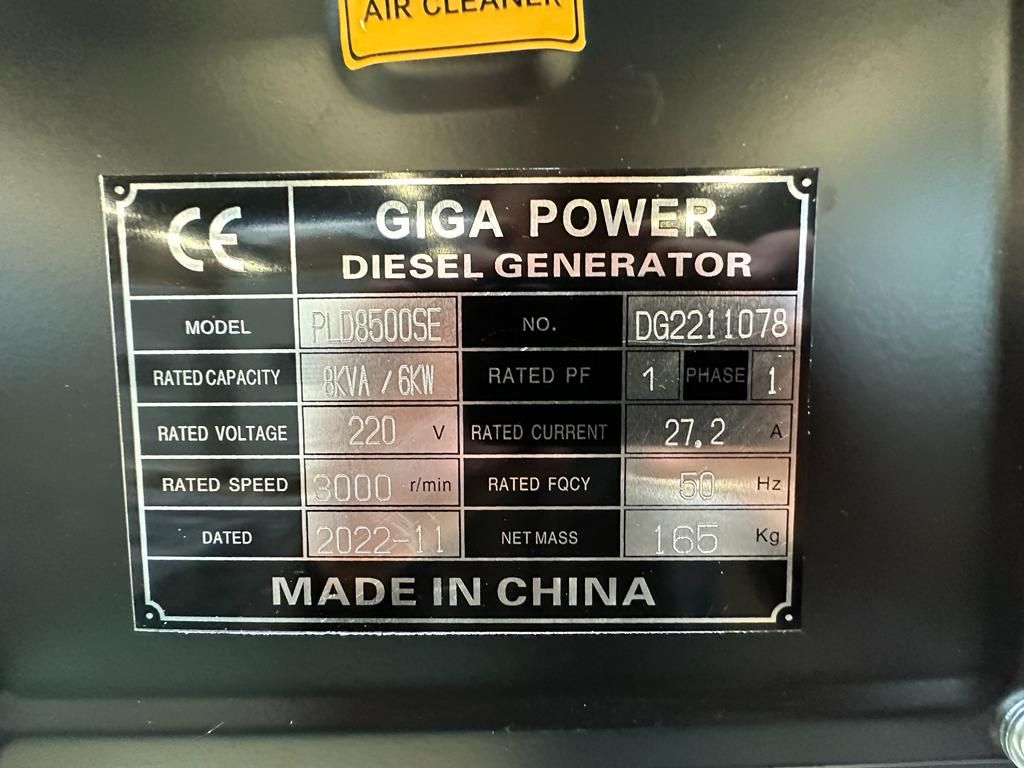 AIR CLEANER
CE
GIGA POWER
DIESEL GENERATOR
MODEL PLD8500SE NO. DG2211078
RATED CAPACITY 8KVA / 6KW RATED PF 1 PHASE 1
RATED VOLTAGE 220 V RATED CURRENT 27.2 A
RATED SPEED 3000 r/min RATED FQCY 50 Hz
DATED 2022-11 NET MASS 165 Kg
MADE IN CHINA